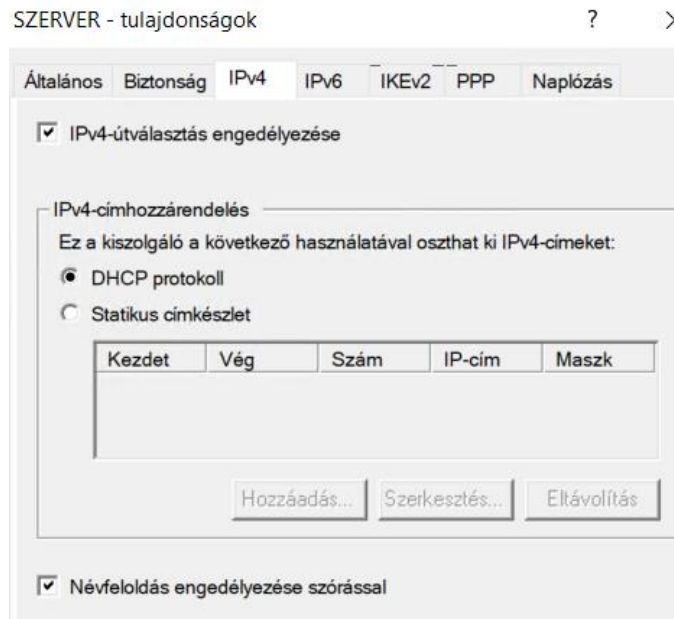 SZERVER - tulajdonságok ?
Általános Biztonság IPv4 IPv6 IKEv2 PPP Naplózás
IPv4-útválasztás engedélyezése
IPv4-címhozzárendelés
Ez a kiszolgáló a következő használatával oszthat ki IPv4-címeket:
DHCP protokoll
Statikus címkészlet
Kezdet Vég Szám IP-cím Maszk
Hozzáadás... Szerkesztés... Eltávolítás
Névfeloldás engedélyezése szórással